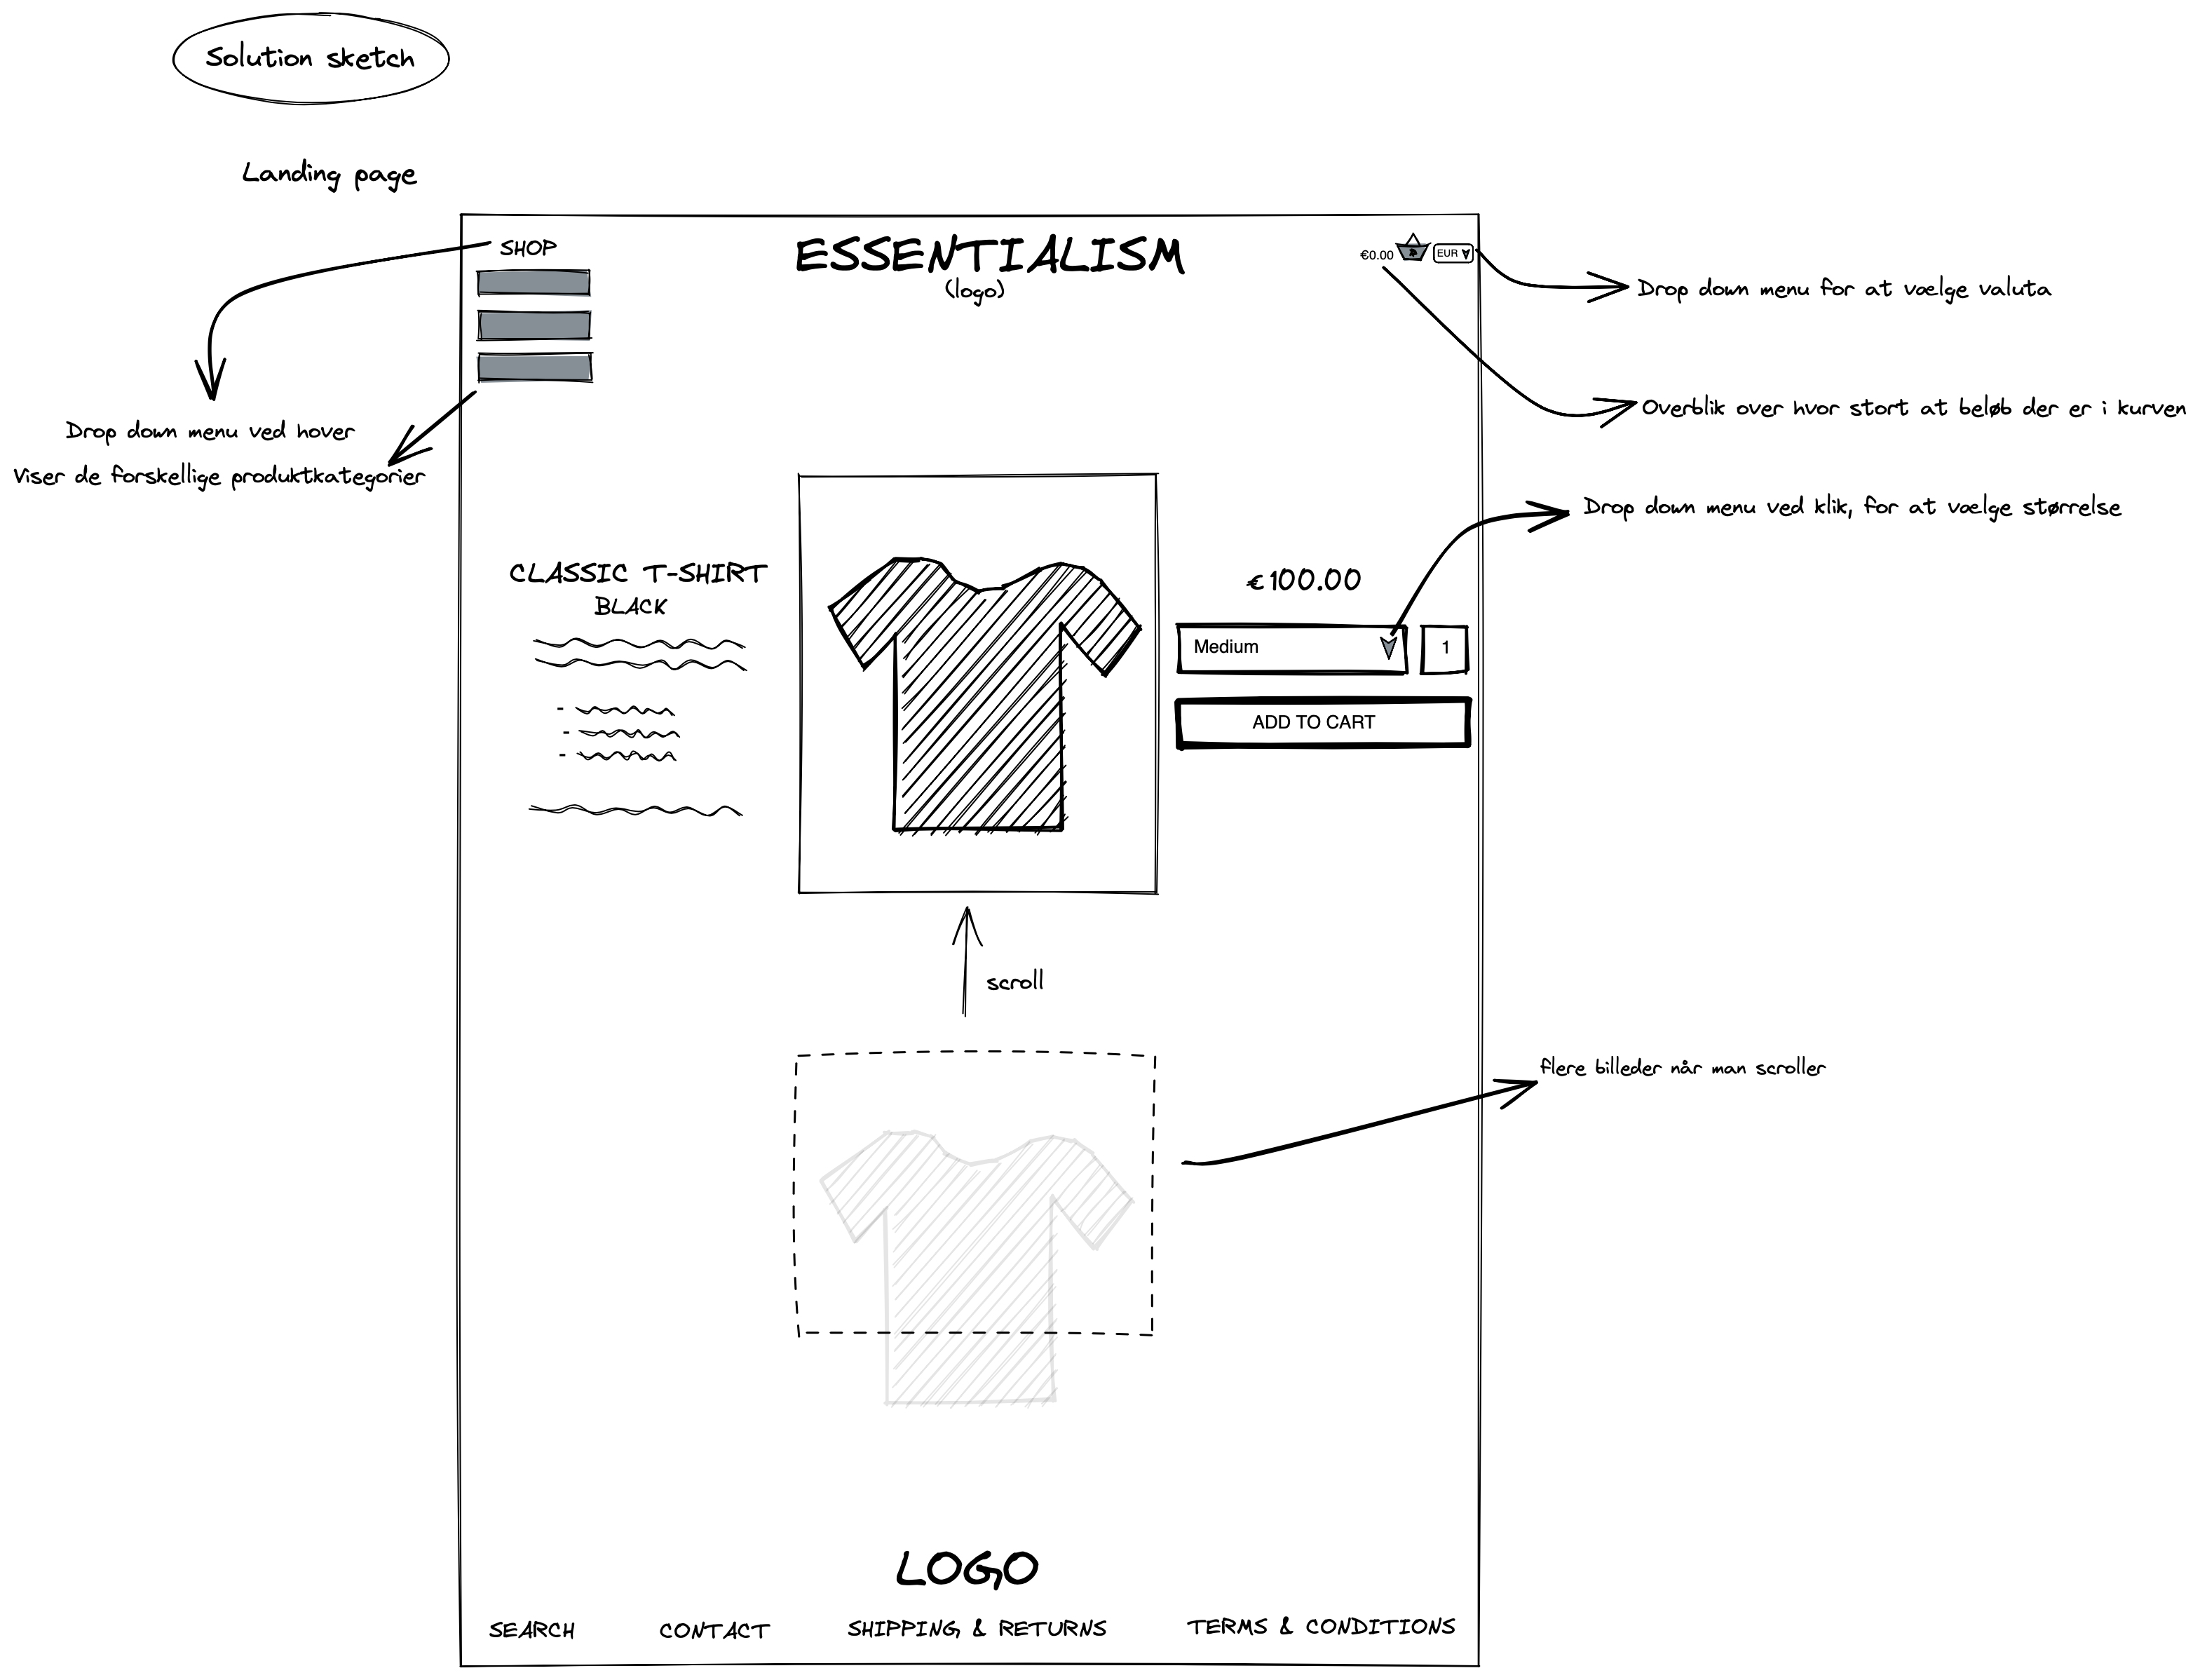 Solution sketch
Landing page
SHOP
ESSENTIALISM
(logo)
€0.00
EUR
Drop down menu for at vælge valuta
Overblik over hvor stort at beløb der er i kurven
Drop down menu ved hover
Viser de forskellige produktkategorier
Drop down menu ved klik, for at vælge størrelse
CLASSIC T-SHIRT
BLACK
€100.00
Medium
1
ADD TO CART
scroll
flere billeder når man scroller
LOGO
SEARCH
CONTACT
SHIPPING & RETURNS
TERMS & CONDITIONS